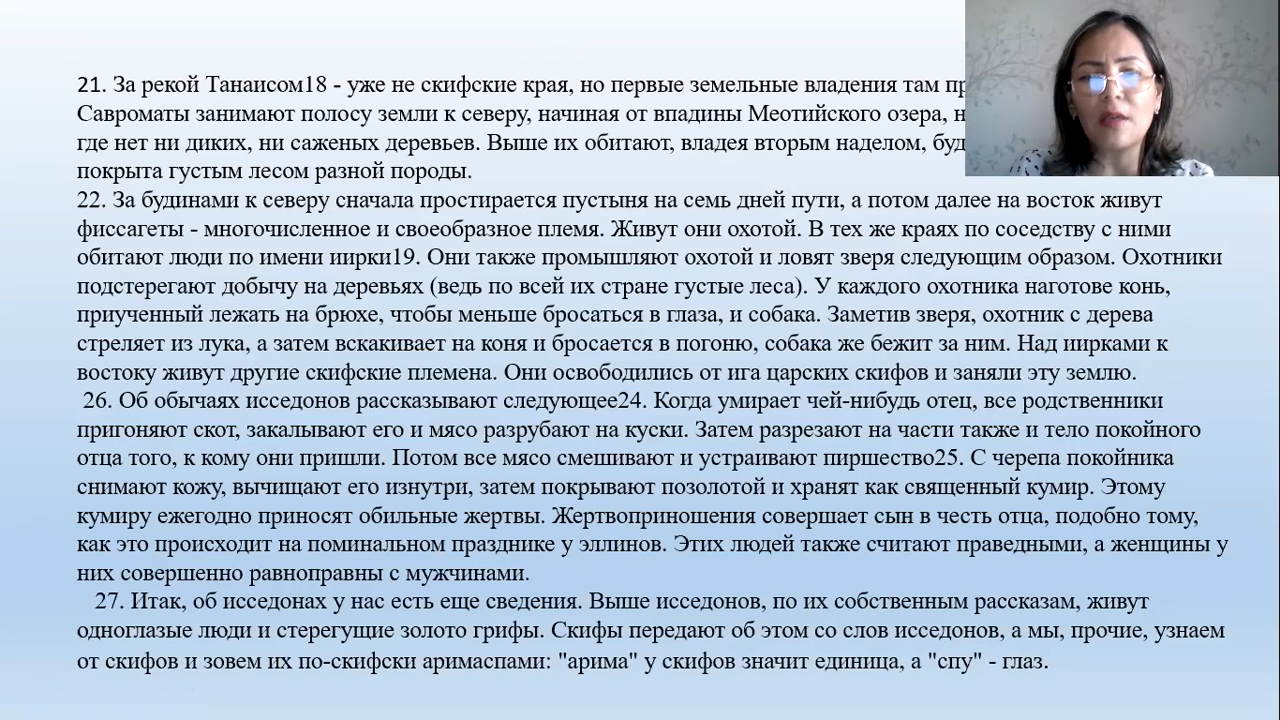 21. За рекой Танаисом18 - уже не скифские края, но первые земельные владения там
Савроматы занимают полосу земли к северу, начиная от впадины Меотийского озера,
где нет ни диких, ни саженых деревьев. Выше их обитают, владея вторым наделом,
покрыта густым лесом разной породы.
22. За будинами к северу сначала простирается пустыня на семь дней пути, а потом далее на восток живут
фиссагеты - многочисленное и своеобразное племя. Живут они охотой. В тех же краях по соседству с ними
обитают люди по имени иирки19. Они также промышляют охотой и ловят зверя следующим образом. Охотники
подстерегают добычу на деревьях (ведь по всей их стране густые леса). У каждого охотника наготове конь,
приученный лежать на брюхе, чтобы меньше бросаться в глаза, и собака. Заметив зверя, охотник с дерева
стреляет из лука, а затем вскакивает на коня и бросается в погоню, собака же бежит за ним. Над иирками к
востоку живут другие скифские племена. Они освободились от ига царских скифов и заняли эту землю.
26. Об обычаях исседонов рассказывают следующее24. Когда умирает чей-нибудь отец, все родственники
пригоняют скот, закалывают его и мясо разрубают на куски. Затем разрезают на части также и тело покойного
отца того, к кому они пришли. Потом все мясо смешивают и устраивают пиршество25. С черепа покойника
снимают кожу, вычищают его изнутри, затем покрывают позолотой и хранят как священный кумир. Этому
кумиру ежегодно приносят обильные жертвы. Жертвоприношения совершает сын в честь отца, подобно тому,
как это происходит на поминальном празднике у эллинов. Этих людей также считают праведными, а женщины у
них совершенно равноправны с мужчинами.
27. Итак, об исседонах у нас есть еще сведения. Выше исседонов, по их собственным рассказам, живут
одноглазые люди и стерегущие золото грифы. Скифы передают об этом со слов исседонов, а мы, прочие, узнаем
от скифов и зовем их по-скифски аримаспами: "арима" у скифов значит единица, а "спу" - глаз.